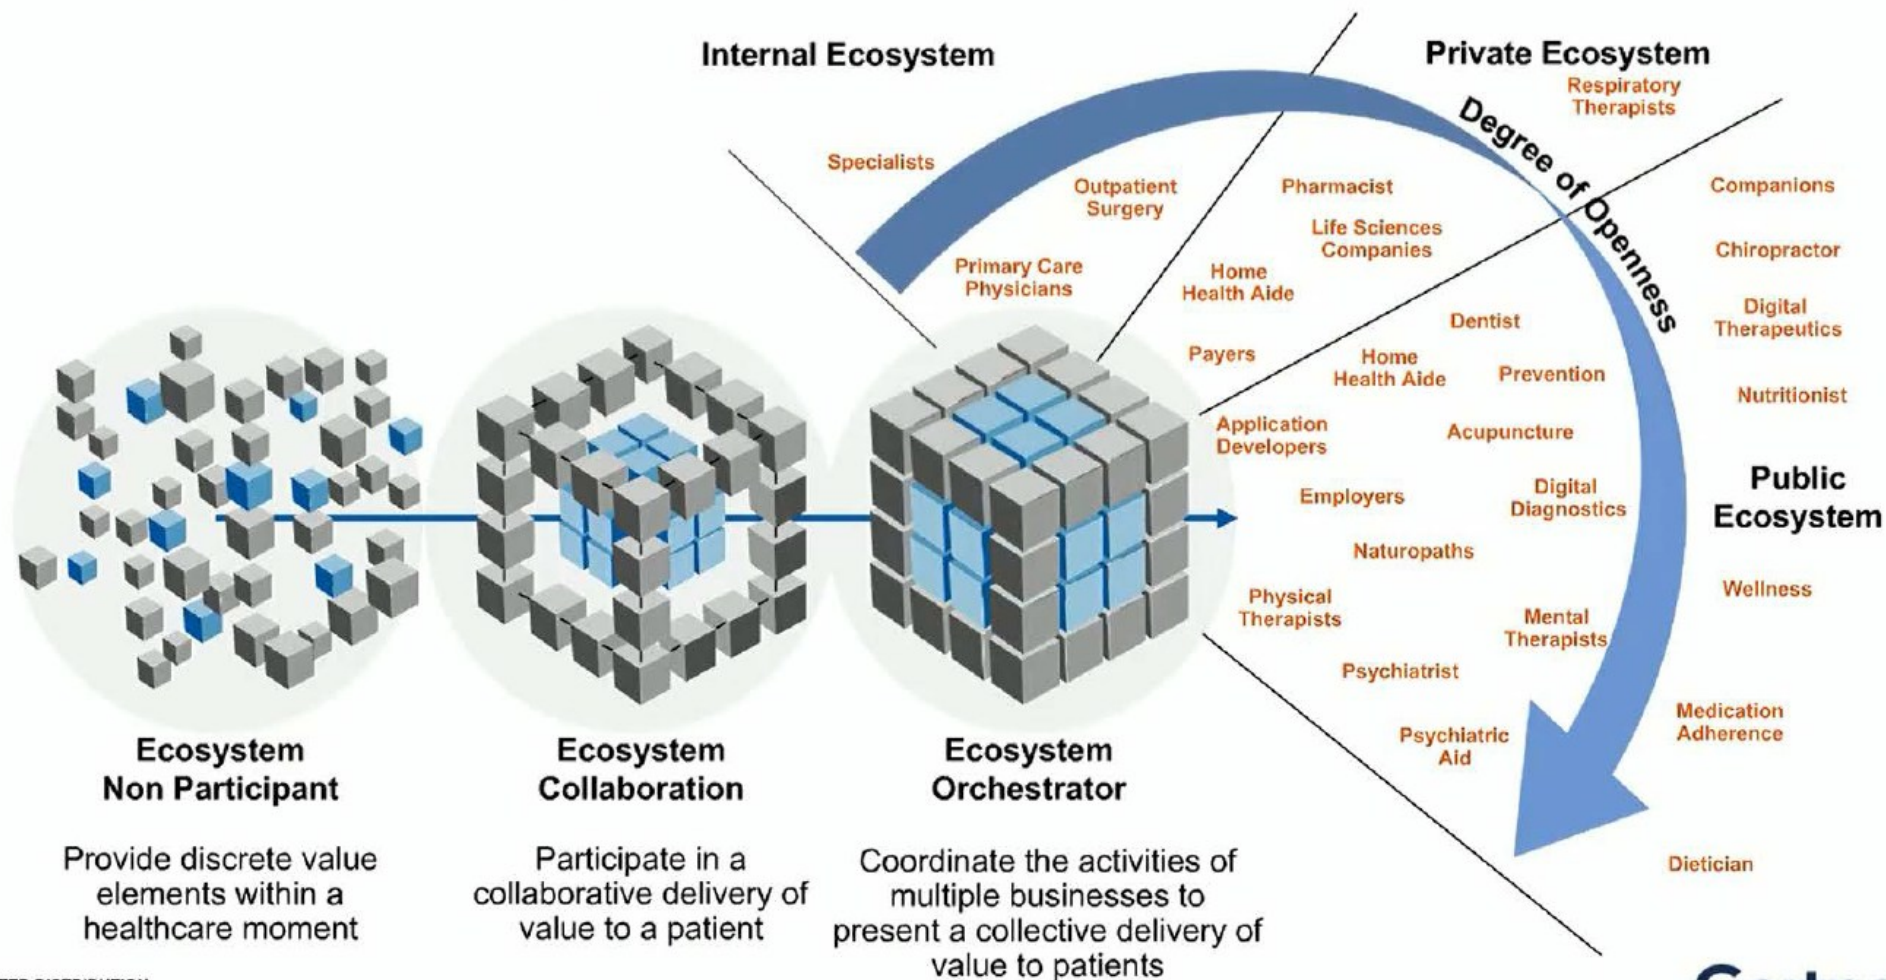 Internal Ecosystem
Private Ecosystem
Respiratory
Therapists
Degree of Openness
Specialists
Outpatient
Surgery
Primary Care
Physicians
Pharmacist
Life Sciences
Companies
Home
Health Aide
Payers
Companions
Chiropractor
Digital
Therapeutics
Nutritionist
Dentist
Home
Health Aide
Prevention
Application
Developers
Acupuncture
Employers
Digital
Diagnostics
Public
Ecosystem
Naturopaths
Wellness
Physical
Therapists
Mental
Therapists
Psychiatrist
Psychiatric
Aid
Medication
Adherence
Dietician
Ecosystem
Non Participant
Provide discrete value
elements within a
healthcare moment
Ecosystem
Collaboration
Participate in a
collaborative delivery of
value to a patient
Ecosystem
Orchestrator
Coordinate the activities of
multiple businesses to
present a collective delivery of
value to patients